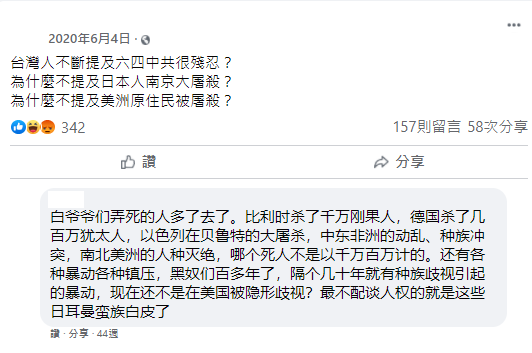 2020年6月4日 ·
台灣人不斷提及六四中共很殘忍？
為什麼不提及日本人南京大屠殺？
為什麼不提及美洲原住民被屠殺？
342
157則留言 58次分享
讚
分享
白爷爷们弄死的人多了去了。比利时杀了千万刚果人，德国杀了几
百万犹太人，以色列在贝鲁特的大屠杀，中东非洲的动乱、种族冲
突，南北美洲的人种灭绝，哪个死人不是以千万百万计的。还有各
种暴动各种镇压，黑奴们百多年了，隔个几十年就有种族歧视引起
的暴动，现在还不是在美国被隐形歧视？最不配谈人权的就是这些
日耳曼蛮族白皮了
讚 · 分享 · 44週